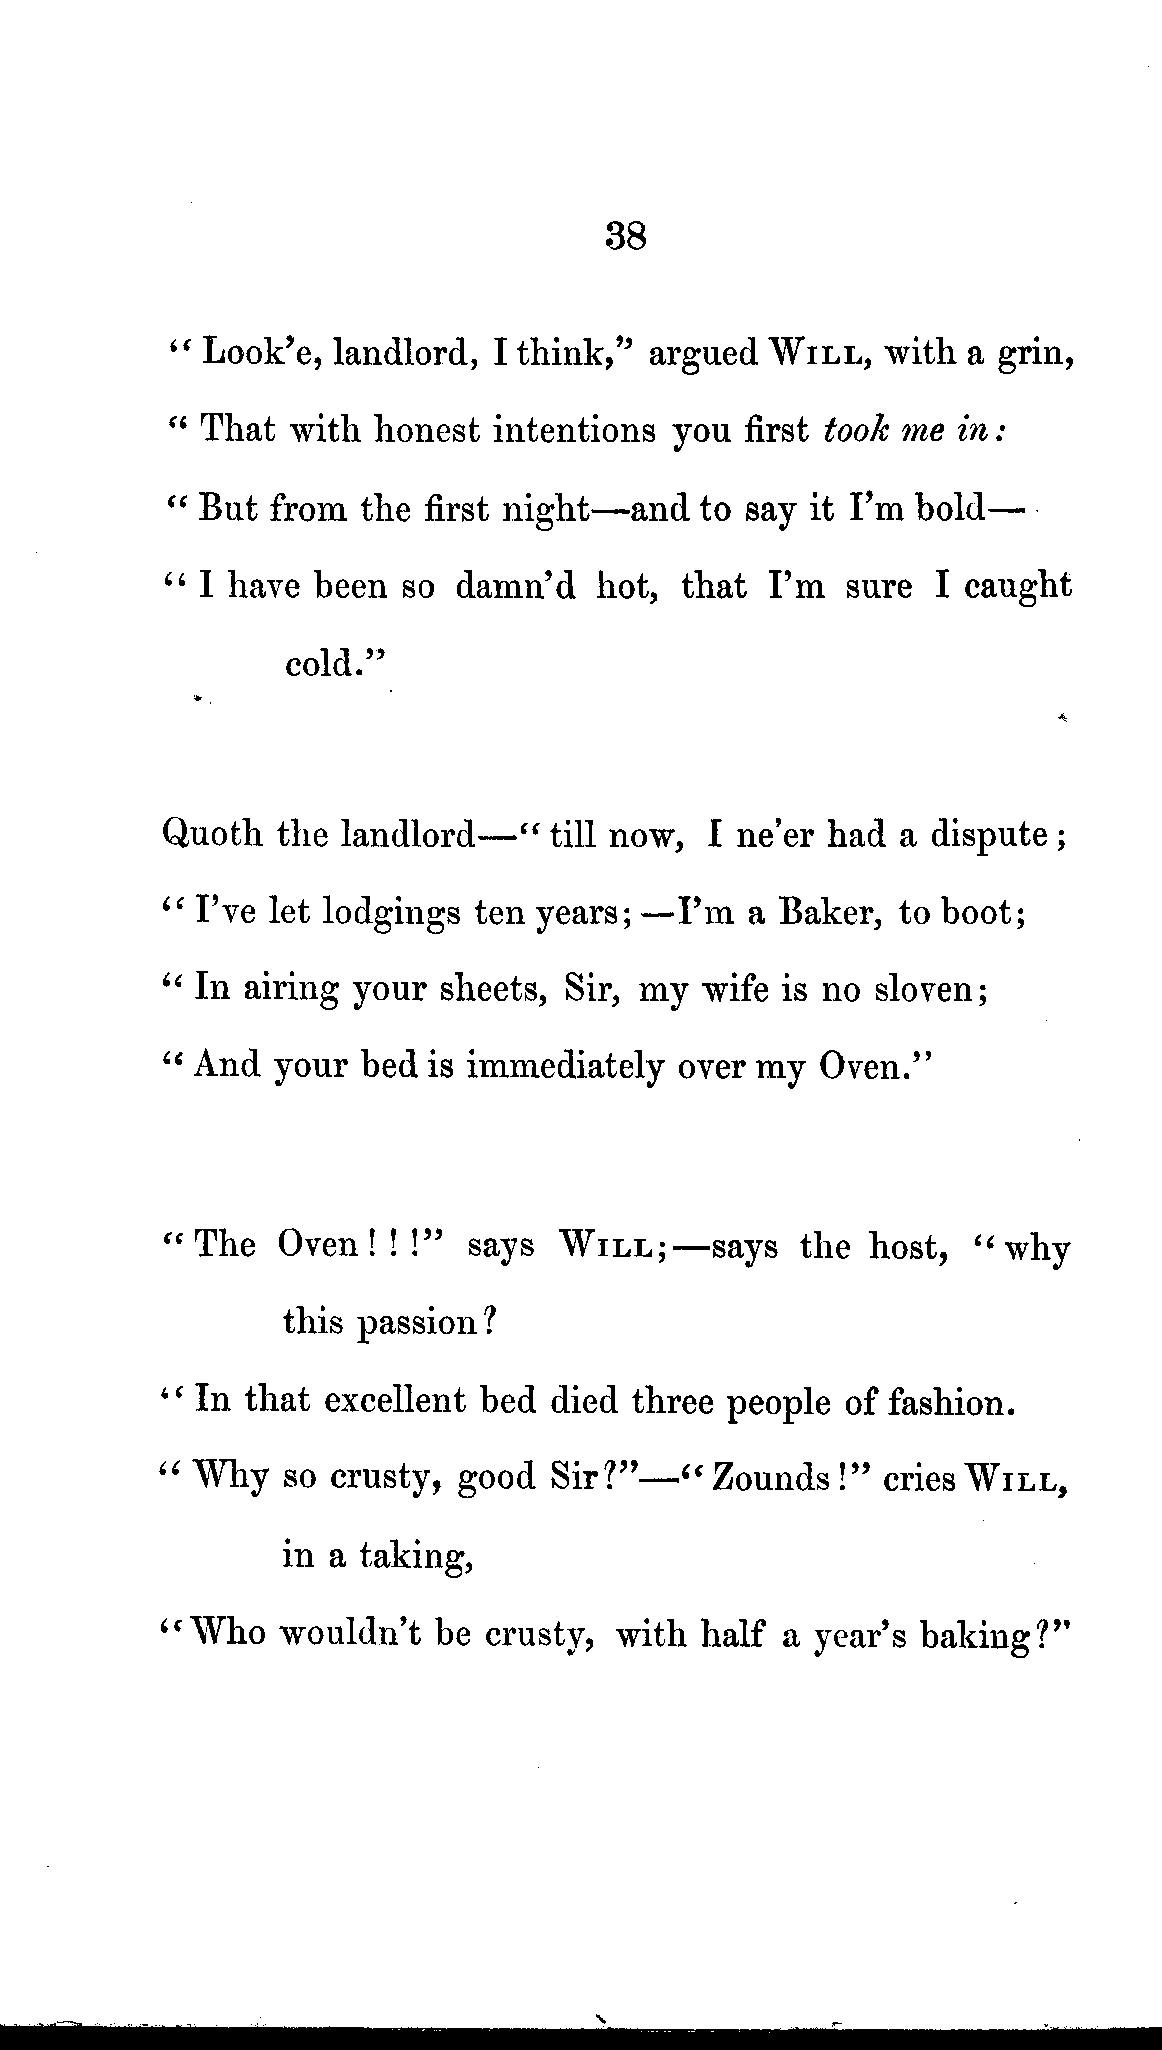 38
“ Look’e, landlord, I think,” argued WILL, with a grin,
“ That with honest intentions you first took me in:
“ But from the first night—and to say it I’m bold—
“ I have been so damn’d hot, that I’m sure I caught
cold.”
Quoth the landlord—“ till now, I ne’er had a dispute;
“ I’ve let lodgings ten years;—I’m a Baker, to boot;
“ In airing your sheets, Sir, my wife is no sloven;
“ And your bed is immediately over my Oven.”
“ The Oven! ! !” says WILL;—says the host, “ why
this passion?
“ In that excellent bed died three people of fashion.
“ Why so crusty, good Sir?”—“ Zounds!” cries WILL,
in a taking,
“ Who wouldn’t be crusty, with half a year’s baking?”